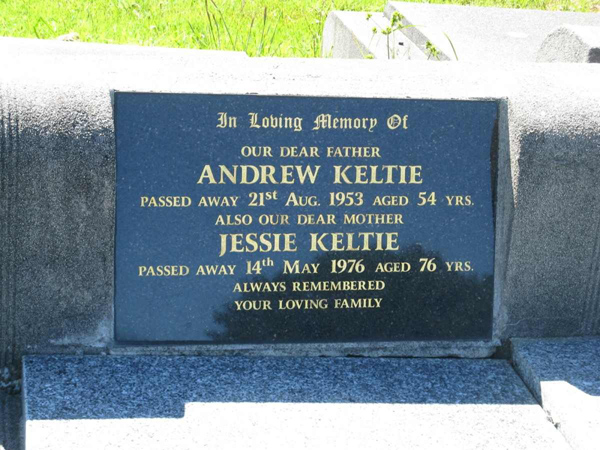 In Loving Memory Of
OUR DEAR FATHER
ANDREW KELTIE
PASSED AWAY 21st AUG. 1953 AGED 54 YRS.
ALSO OUR DEAR MOTHER
JESSIE KELTIE
PASSED AWAY 14th MAY 1976 AGED 76 YRS.
ALWAYS REMEMBERED
YOUR LOVING FAMILY